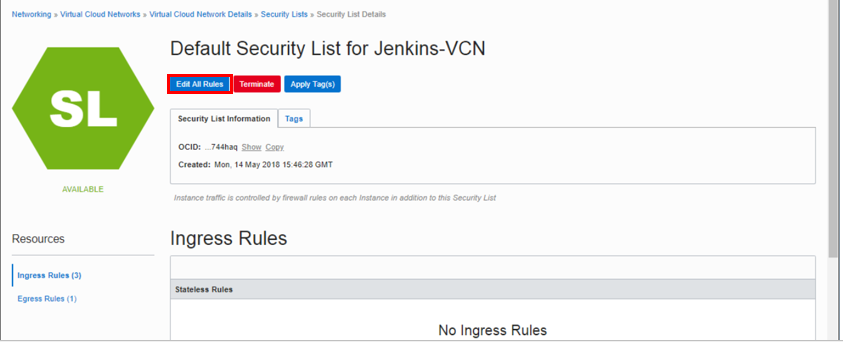 Networking » Virtual Cloud Networks » Virtual Cloud Network Details » Security Lists » Security List Details
SL
AVAILABLE
Default Security List for Jenkins-VCN
Edit All Rules Terminate Apply Tag(s)
Security List Information Tags
OCID: ...744haq Show Copy
Created: Mon, 14 May 2018 15:46:28 GMT
Instance traffic is controlled by firewall rules on each Instance in addition to this Security List
Resources
Ingress Rules (3)
Egress Rules (1)
Ingress Rules
Stateless Rules
No Ingress Rules